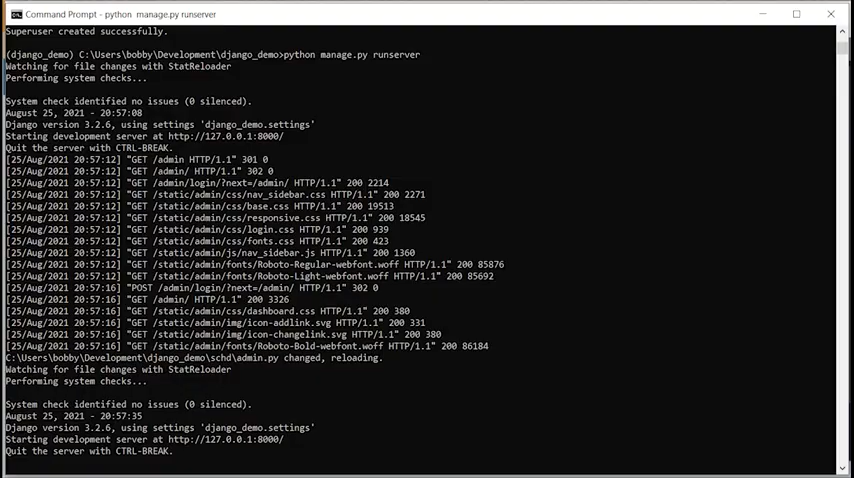 Command Prompt - python  manage.py runserver
Superuser created successfully.
(django_demo) C:\Users\bobby\Development\django_demo>python manage.py runserver
Watching for file changes with StatReloader
Performing system checks...
System check identified no issues (0 silenced).
August 25, 2021 - 20:57:08
Django version 3.2.6, using settings 'django_demo.settings'
Starting development server at http://127.0.0.1:8000/
Quit the server with CTRL-BREAK.
[25/Aug/2021 20:57:12] "GET /admin HTTP/1.1" 301 0
[25/Aug/2021 20:57:12] "GET /admin/ HTTP/1.1" 302 0
[25/Aug/2021 20:57:12] "GET /admin/login/?next=/admin/ HTTP/1.1" 200 2214
[25/Aug/2021 20:57:12] "GET /static/admin/css/nav_sidebar.css HTTP/1.1" 200 2271
[25/Aug/2021 20:57:12] "GET /static/admin/css/base.css HTTP/1.1" 200 19513
[25/Aug/2021 20:57:12] "GET /static/admin/css/responsive.css HTTP/1.1" 200 18545
[25/Aug/2021 20:57:12] "GET /static/admin/css/login.css HTTP/1.1" 200 939
[25/Aug/2021 20:57:12] "GET /static/admin/css/fonts.css HTTP/1.1" 200 423
[25/Aug/2021 20:57:12] "GET /static/admin/js/nav_sidebar.js HTTP/1.1" 200 1360
[25/Aug/2021 20:57:12] "GET /static/admin/fonts/Roboto-Regular-webfont.woff HTTP/1.1" 200 85876
[25/Aug/2021 20:57:12] "GET /static/admin/fonts/Roboto-Light-webfont.woff HTTP/1.1" 200 85692
[25/Aug/2021 20:57:16] "POST /admin/login/?next=/admin/ HTTP/1.1" 302 0
[25/Aug/2021 20:57:16] "GET /admin/ HTTP/1.1" 200 3326
[25/Aug/2021 20:57:16] "GET /static/admin/css/dashboard.css HTTP/1.1" 200 380
[25/Aug/2021 20:57:16] "GET /static/admin/img/icon-addlink.svg HTTP/1.1" 200 331
[25/Aug/2021 20:57:16] "GET /static/admin/img/icon-changelink.svg HTTP/1.1" 200 380
[25/Aug/2021 20:57:16] "GET /static/admin/fonts/Roboto-Bold-webfont.woff HTTP/1.1" 200 86184
C:\Users\bobby\Development\django_demo\schd\admin.py changed, reloading.
Watching for file changes with StatReloader
Performing system checks...
System check identified no issues (0 silenced).
August 25, 2021 - 20:57:35
Django version 3.2.6, using settings 'django_demo.settings'
Starting development server at http://127.0.0.1:8000/
Quit the server with CTRL-BREAK.